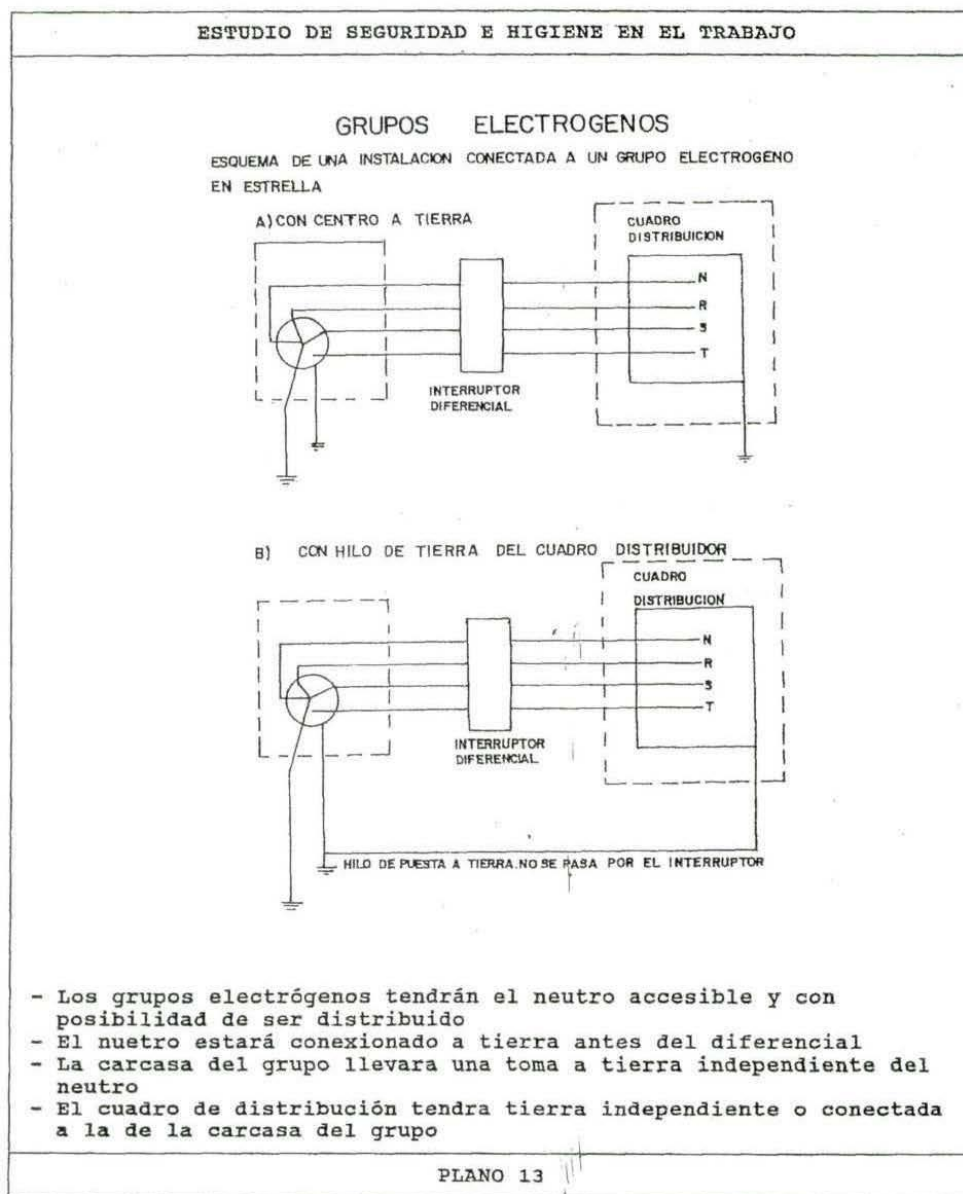 ESTUDIO DE SEGURIDAD E HIGIENE EN EL TRABAJO
GRUPOS ELECTROGENOS
ESQUEMA DE UNA INSTALACION CONECTADA A UN GRUPO ELECTROGENO
EN ESTRELLA
A) CON CENTRO A TIERRA
CUADRO
DISTRIBUICION
N
R
S
T
INTERRUPTOR
DIFERENCIAL
B) CON HILO DE TIERRA DEL CUADRO DISTRIBUIDOR
CUADRO
DISTRIBUCION
N
R
S
T
INTERRUPTOR
DIFERENCIAL
HILO DE PUESTA A TIERRA. NO SE PASA POR EL INTERRUPTOR
- Los grupos electrógenos tendrán el neutro accesible y con
posibilidad de ser distribuido
- El nuetro estará conexionado a tierra antes del diferencial
- La carcasa del grupo llevara una toma a tierra independiente del
neutro
- El cuadro de distribución tendra tierra independiente o conectada
a la de la carcasa del grupo
PLANO 13